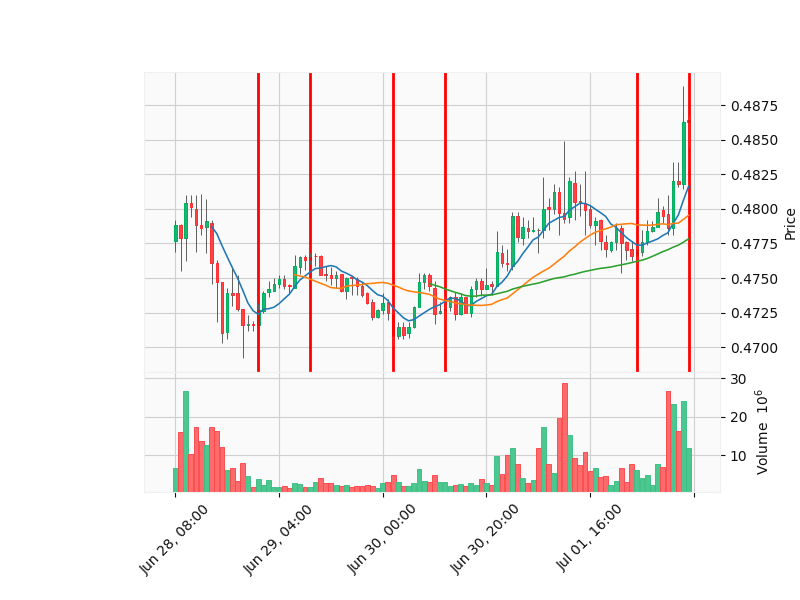 0.4875
0.4850
0.4825
0.4800
0.4775
0.4750
0.4725
0.4700
Price
30
20
10
Volume 10⁶
Jun 28, 08:00
Jun 29, 04:00
Jun 30, 00:00
Jun 30, 20:00
Jul 01, 16:00